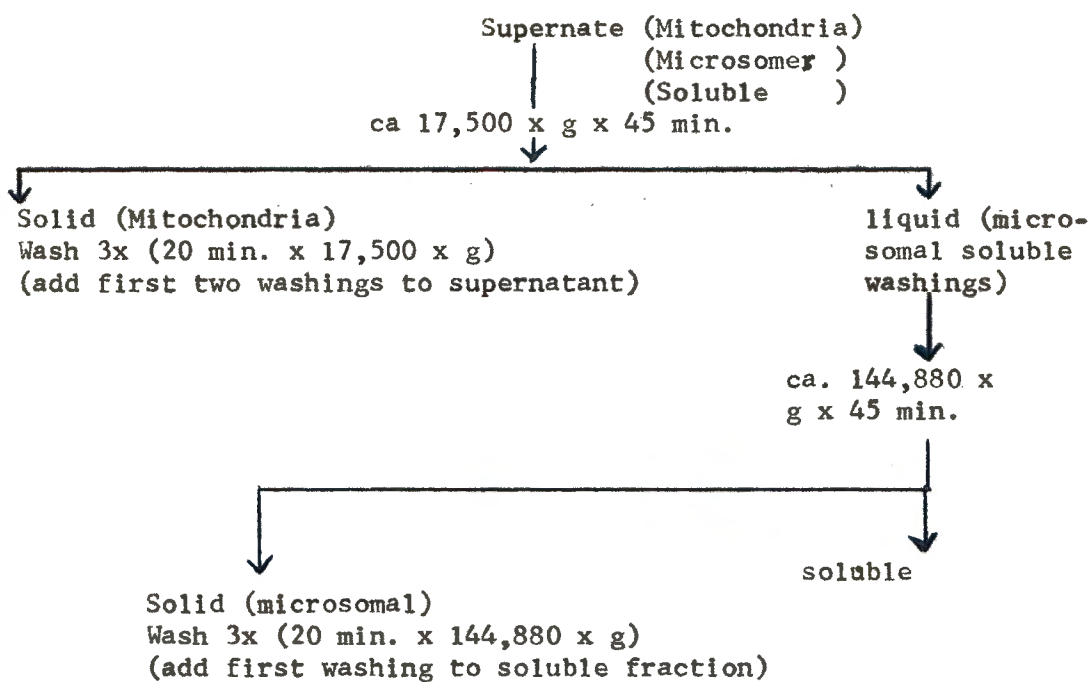 Supernate (Mitochondria)
(Microsomer )
(Soluble )
ca 17,500 x g x 45 min.
Solid (Mitochondria)
Wash 3x (20 min. x 17,500 x g)
(add first two washings to supernatant)
liquid (micro-
somal soluble
washings)
ca. 144,880 x
g x 45 min.
soluble
Solid (microsomal)
Wash 3x (20 min. x 144,880 x g)
(add first washing to soluble fraction)